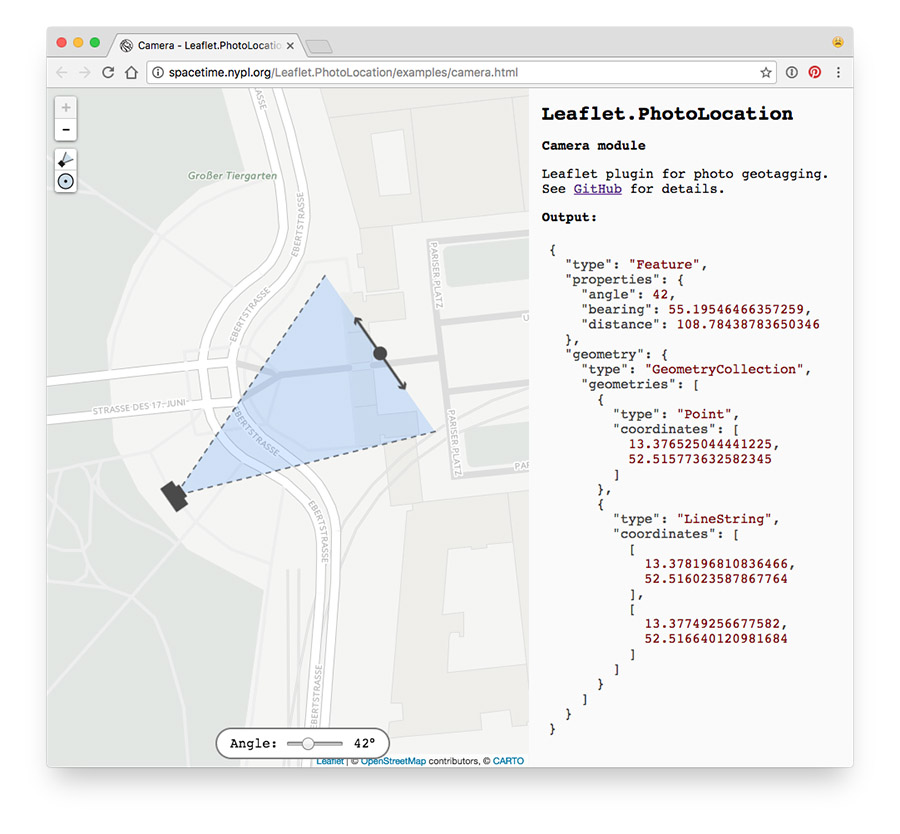 Camera - Leaflet.PhotoLocatio
spacetime.nypl.org/Leaflet.PhotoLocation/examples/camera.html
+
-
Großer Tiergarten
EBERTSTRASSE
EBERTSTRASSE
PARISER PLATZ
STRASSE DES 17. JUNI
EBERTSTRASSE
PARISER PLATZ
EBERTSTRASSE
EBERTSTRASSE
Angle: 42°
Leaflet | © OpenStreetMap contributors, © CARTO
Leaflet.PhotoLocation
Camera module
Leaflet plugin for photo geotagging.
See GitHub for details.
Output:
{
"type": "Feature",
"properties": {
"angle": 42,
"bearing": 55.19546466357259,
"distance": 108.78438783650346
},
"geometry": {
"type": "GeometryCollection",
"geometries": [
{
"type": "Point",
"coordinates": [
13.376525044441225,
52.515773632582345
]
},
{
"type": "LineString",
"coordinates": [
[
13.378196810836466,
52.516023587867764
],
[
13.37749256677582,
52.516640120981684
]
]
}
]
}
}